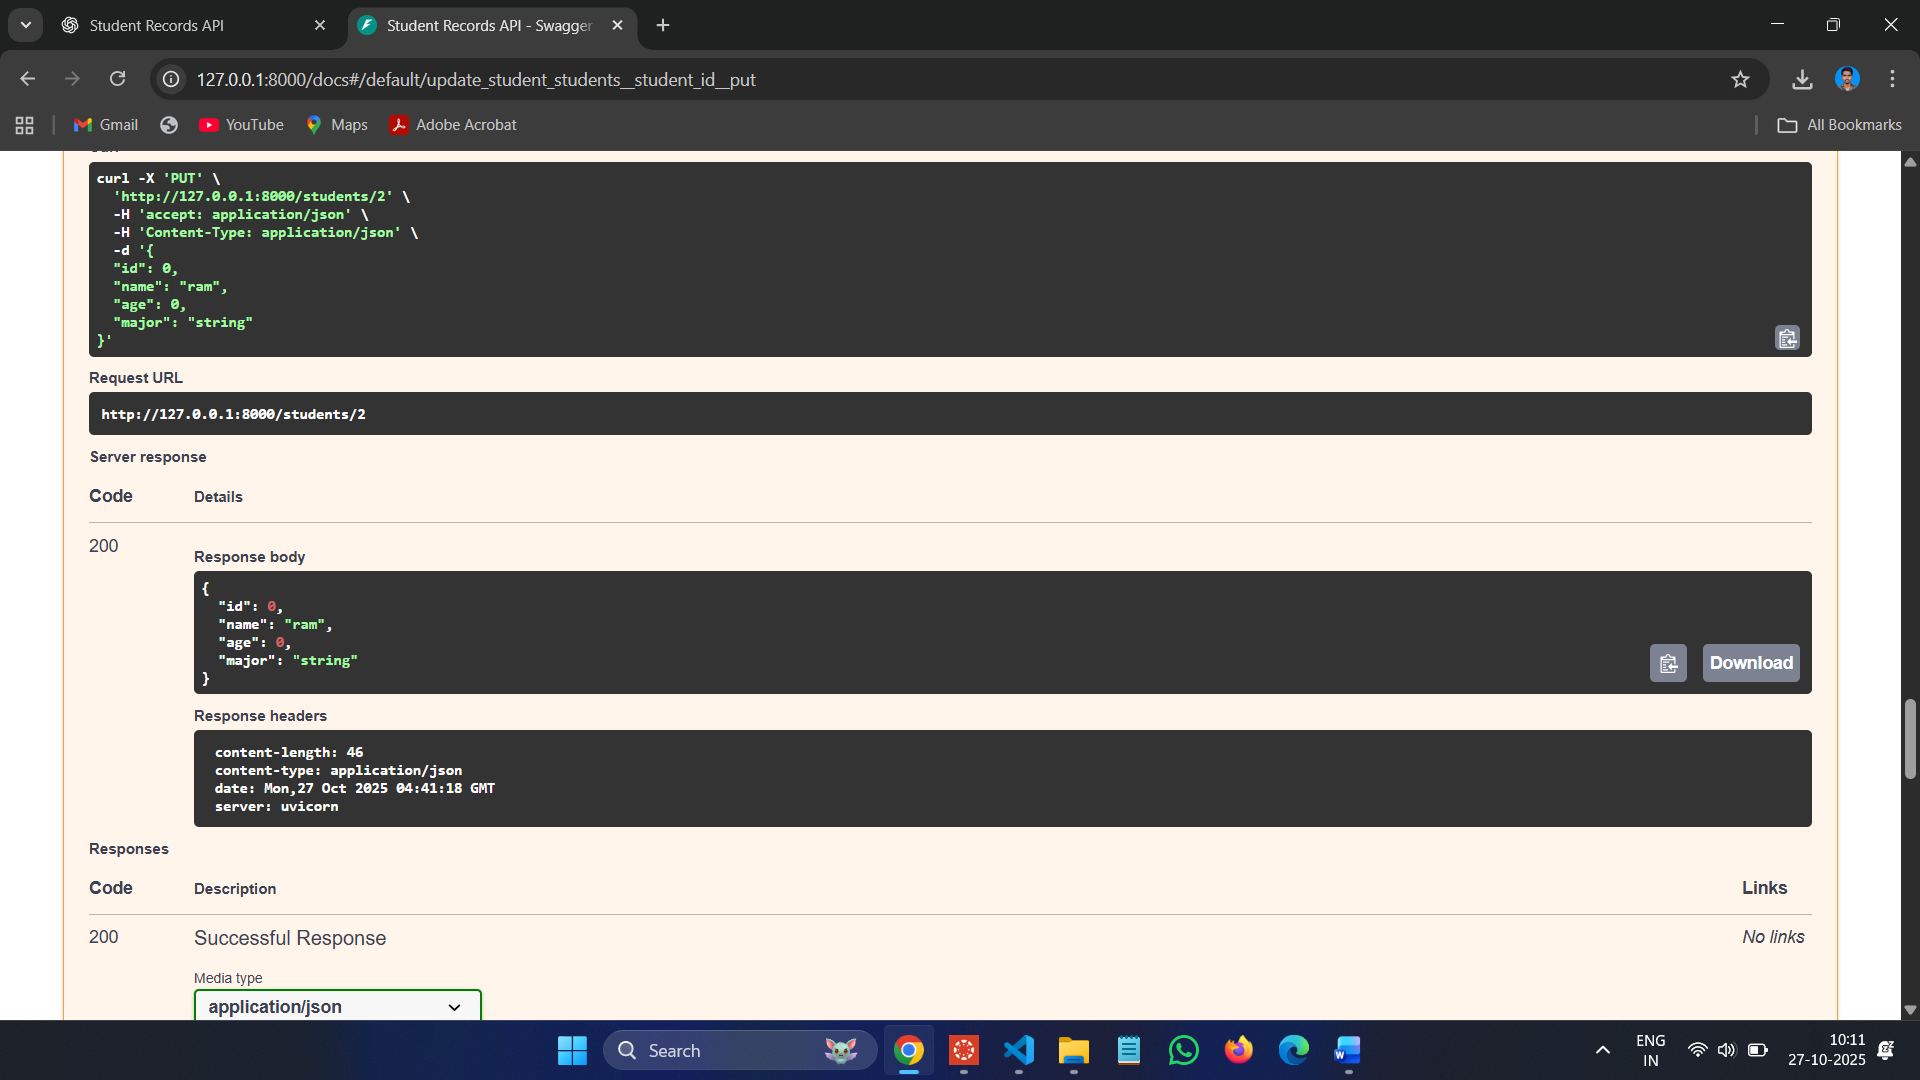 Student Records API
Student Records API - Swagger
127.0.0.1:8000/docs#/default/update_student_students__student_id__put
Gmail
YouTube
Maps
Adobe Acrobat
All Bookmarks
curl -X 'PUT' \
'http://127.0.0.1:8000/students/2' \
-H 'accept: application/json' \
-H 'Content-Type: application/json' \
-d '{
"id": 0,
"name": "ram",
"age": 0,
"major": "string"
}'
Request URL
http://127.0.0.1:8000/students/2
Server response
Code Details
200
Response body
{
"id": 0,
"name": "ram",
"age": 0,
"major": "string"
}
Download
Response headers
content-length: 46
content-type: application/json
date: Mon,27 Oct 2025 04:41:18 GMT
server: uvicorn
Responses
Code Description Links
200 Successful Response No links
Media type
application/json
Search
ENG
IN
10:11
27-10-2025